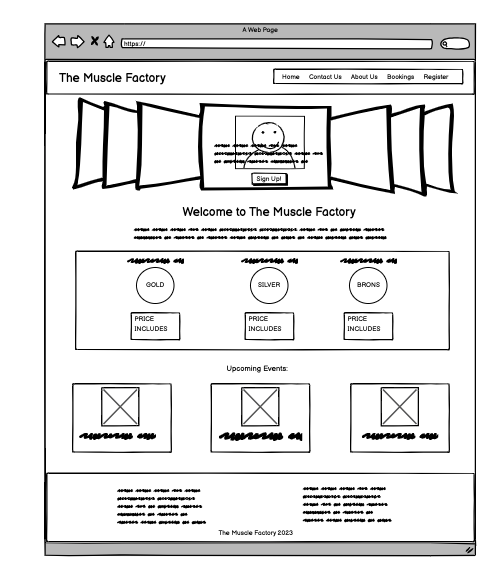 A Web Page
https://
The Muscle Factory
Home Contact Us About Us Bookings Register
Sign Up!
Welcome to The Muscle Factory
GOLD SILVER BRONS
PRICE PRICE PRICE
INCLUDES INCLUDES INCLUDES
Upcoming Events:
The Muscle Factory 2023